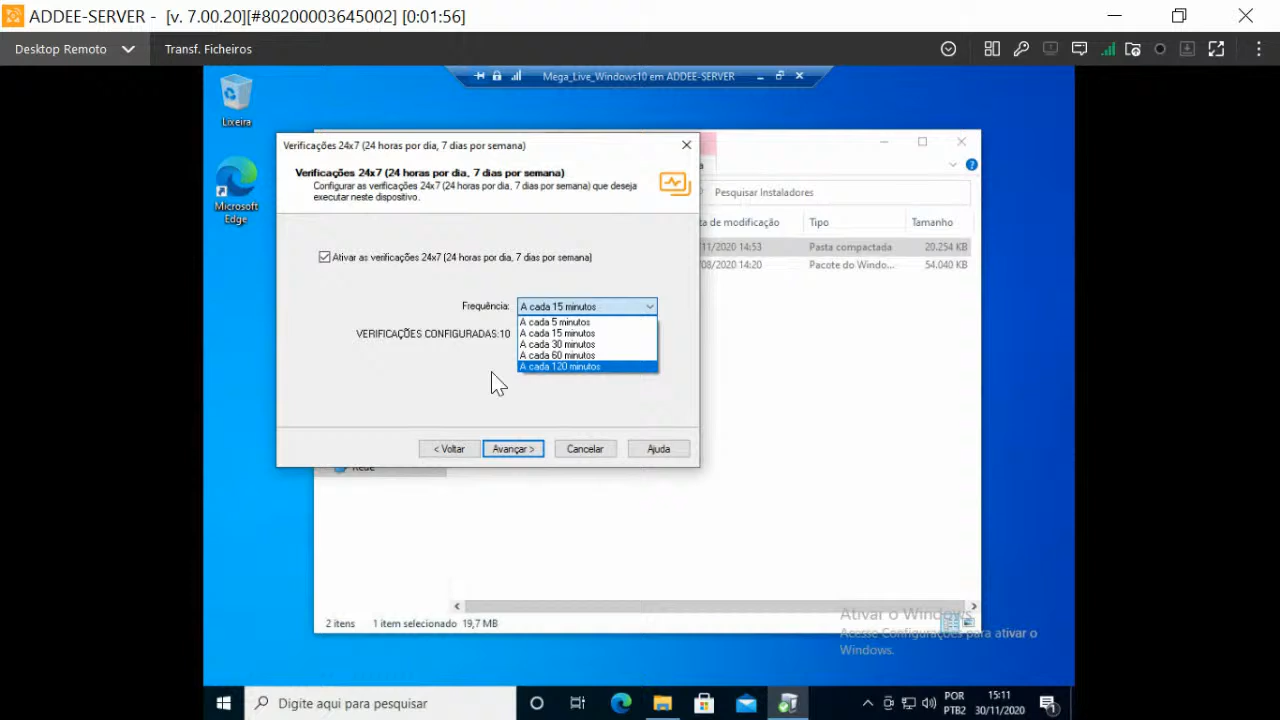 ADDEE-SERVER - [v. 7.00.20][#80200003645002] [0:01:56]
Desktop Remoto
Transf. Ficheiros
Mega_Live_Windows10 em ADDEE-SERVER
Lixeira
Microsoft
Edge
Verificações 24x7 (24 horas por dia, 7 dias por semana)
Verificações 24x7 (24 horas por dia, 7 dias por semana)
Configurar as verificações 24x7 (24 horas por dia, 7 dias por semana) que deseja
executar neste dispositivo.
Ativar as verificações 24x7 (24 horas por dia, 7 dias por semana)
Frequência: A cada 15 minutos
A cada 5 minutos
VERIFICAÇÕES CONFIGURADAS:10
A cada 15 minutos
A cada 30 minutos
A cada 60 minutos
A cada 120 minutos
< Voltar
Avançar >
Cancelar
Ajuda
Pesquisar Instaladores
ta de modificação
Tipo
Tamanho
11/2020 14:53
Pasta compactada
20.254 KB
08/2020 14:20
Pacote do Windo...
54.040 KB
Rede
2 itens
1 item selecionado 19,7 MB
Ativar o Windows
Acesse Configurações para ativar o
Windows.
Digite aqui para pesquisar
POR
PTB2
15:11
30/11/2020
1